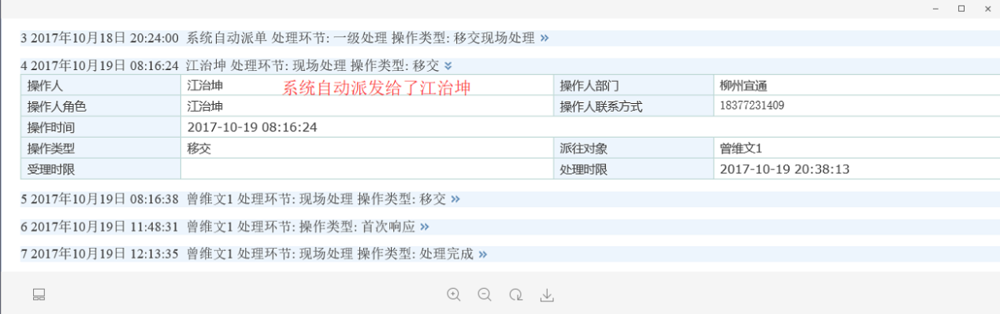 3 2017年10月18日 20:24:00 系统自动派单 处理环节: 一级处理 操作类型: 移交现场处理
4 2017年10月19日 08:16:24 江治坤 处理环节: 现场处理 操作类型: 移交
操作人 江治坤 系统自动派发给了江治坤 操作人部门 柳州宜通
操作人角色 江治坤 操作人联系方式 18377231409
操作时间 2017-10-19 08:16:24
操作类型 移交 派往对象 曾维文1
受理时限 处理时限 2017-10-19 20:38:13
5 2017年10月19日 08:16:38 曾维文1 处理环节: 现场处理 操作类型: 移交
6 2017年10月19日 11:48:31 曾维文1 处理环节: 操作类型: 首次响应
7 2017年10月19日 12:13:35 曾维文1 处理环节: 现场处理 操作类型: 处理完成